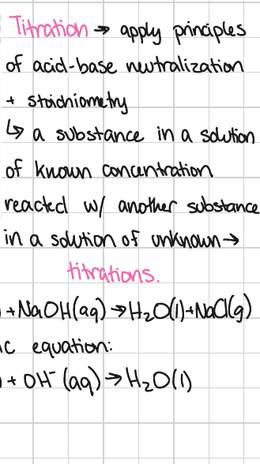 Titration → apply principles
of acid-base neutralization
+ stoichiometry
↳ a substance in a solution
of known concentration
reacted w/ another substance
in a solution of unknown →
titrations.
) + NaOH(aq) → H₂O(l) + NaCl(g)
ic equation:
) + OH⁻ (aq) → H₂O(l)